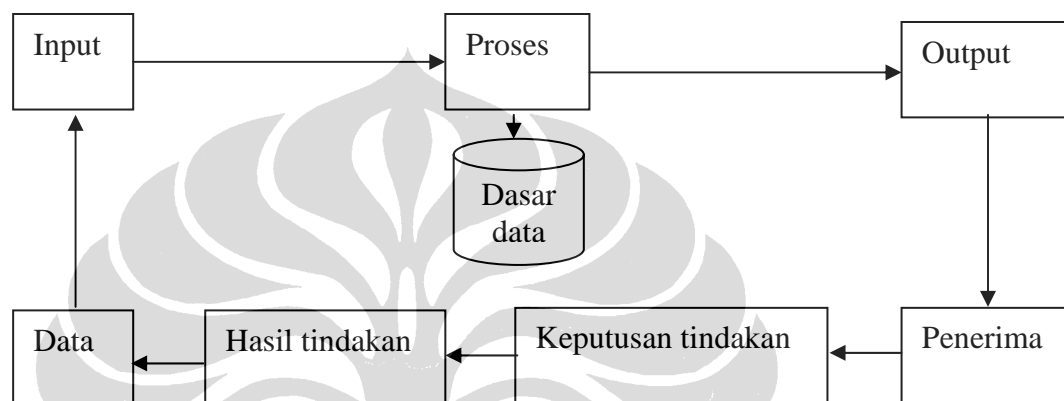 Input
Proses
Output
Dasar
data
Data
Hasil tindakan
Keputusan tindakan
Penerima